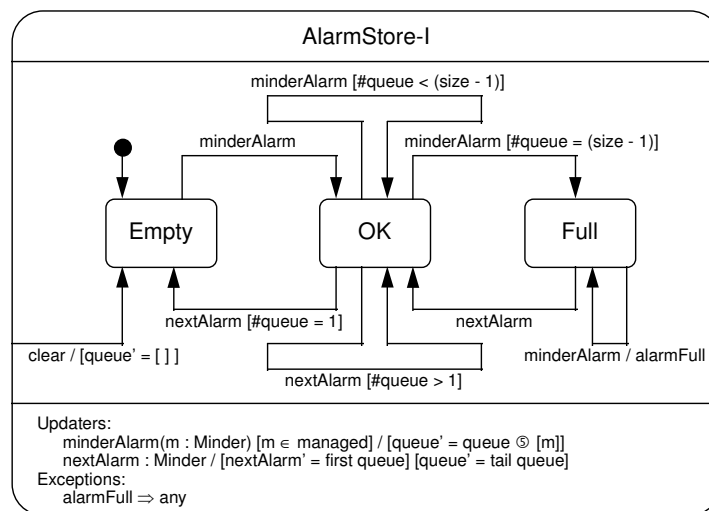 AlarmStore-I
minderAlarm [#queue < (size - 1)]
minderAlarm
minderAlarm [#queue = (size - 1)]
Empty
OK
Full
nextAlarm [#queue = 1]
nextAlarm
clear / [queue’ = [ ] ]
minderAlarm / alarmFull
nextAlarm [#queue > 1]
Updaters:
minderAlarm(m : Minder) [m ∈ managed] / [queue’ = queue Ⓢ [m]]
nextAlarm : Minder / [nextAlarm’ = first queue] [queue’ = tail queue]
Exceptions:
alarmFull ⇒ any